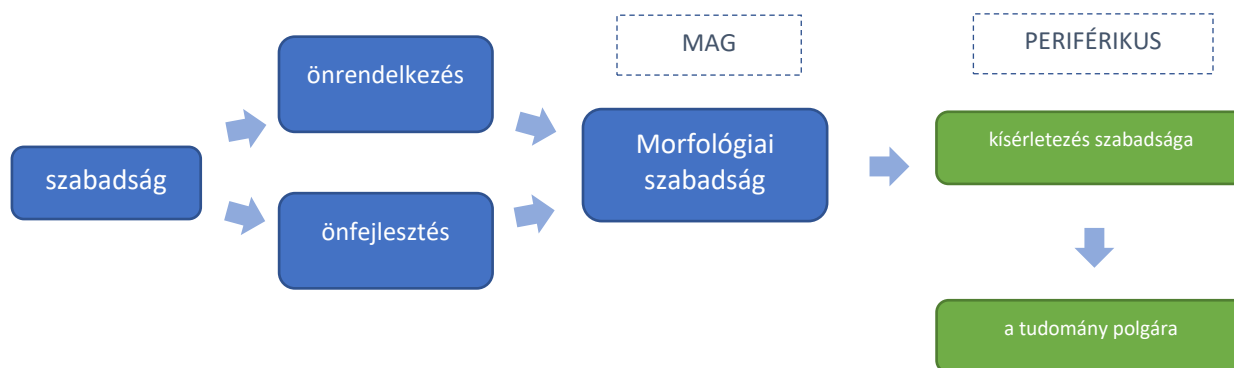 MAG
PERIFÉRIKUS
önrendelkezés
szabadság
önfejlesztés
Morfológiai
szabadság
kísérletezés szabadsága
a tudomány polgára